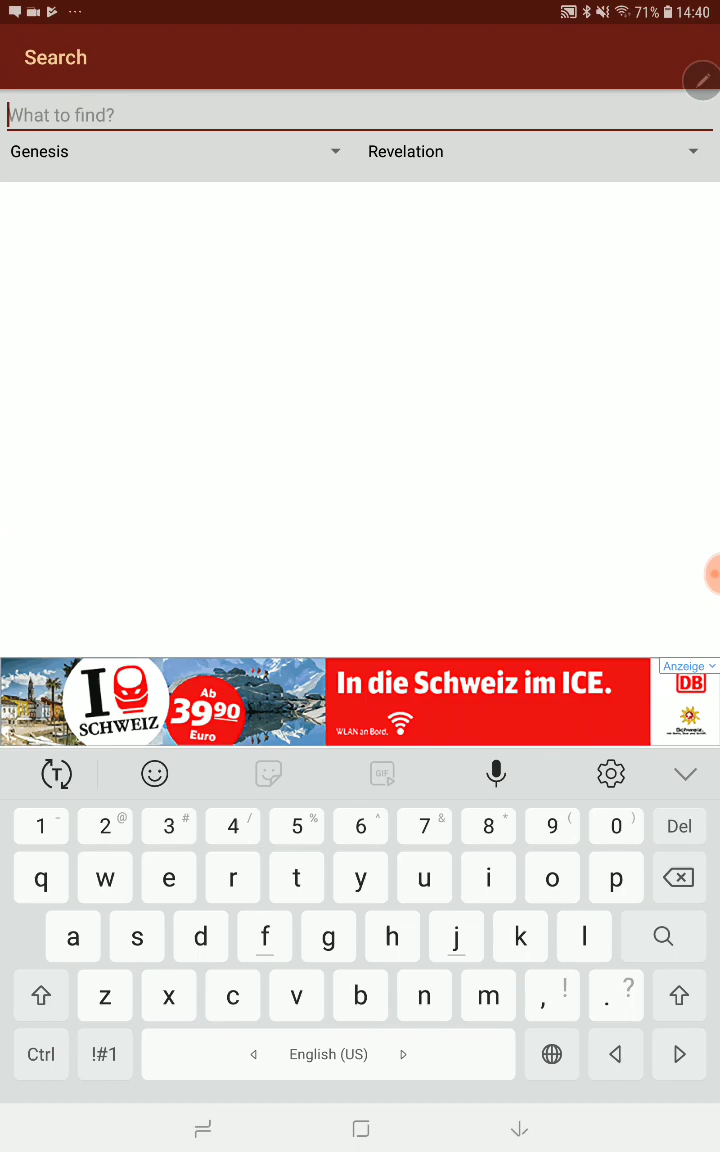 71% 14:40
Search
What to find?
Genesis Revelation
Anzeige
I SCHWEIZ
Ab
39⁹⁰
Euro
In die Schweiz im ICE.
WLAN an Bord.
DB
T GIF
1 - 2 @ 3 # 4 / 5 % 6 ^ 7 & 8 * 9 ( 0 ) Del
q w e r t y u i o p
a s d f g h j k l
z x c v b n m , ! . ?
Ctrl !#1 English (US)